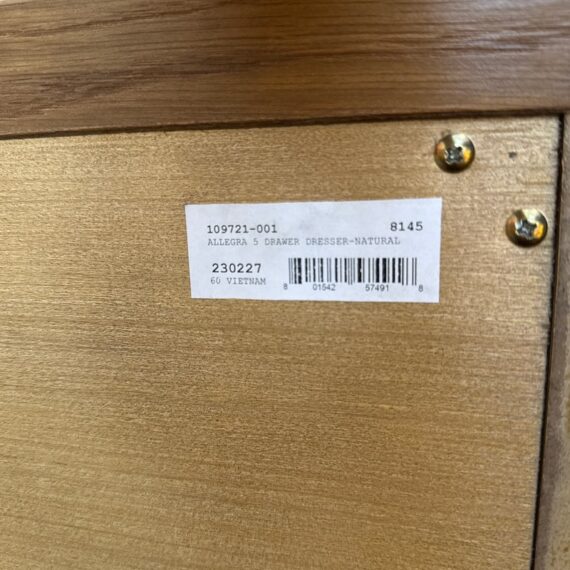 109721-001 8145
ALLEGRA 5 DRAWER DRESSER-NATURAL
230227
60 VIETNAM
8 01542 57491 8